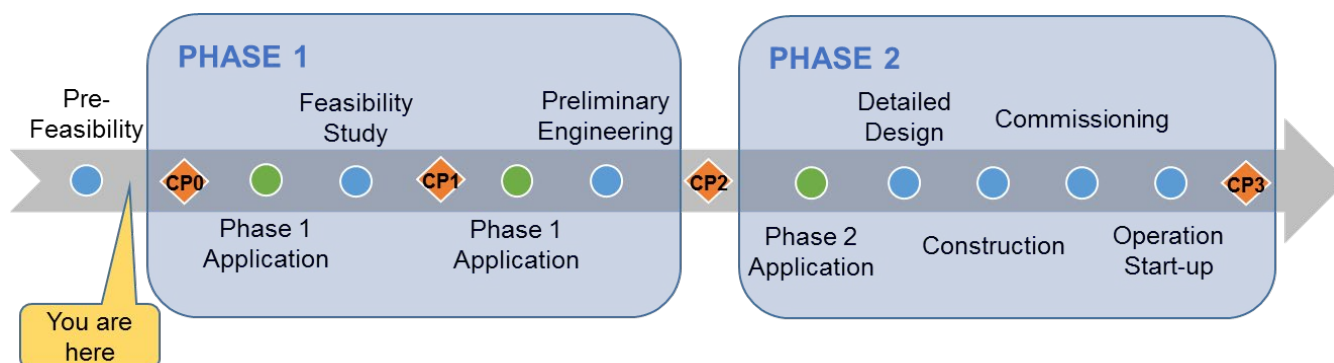 PHASE 1
PHASE 2
Pre-
Feasibility
Feasibility
Study
Preliminary
Engineering
Detailed
Design
Commissioning
CP0
CP1
CP2
CP3
Phase 1
Application
Phase 1
Application
Phase 2
Application
Construction
Operation
Start-up
You are
here